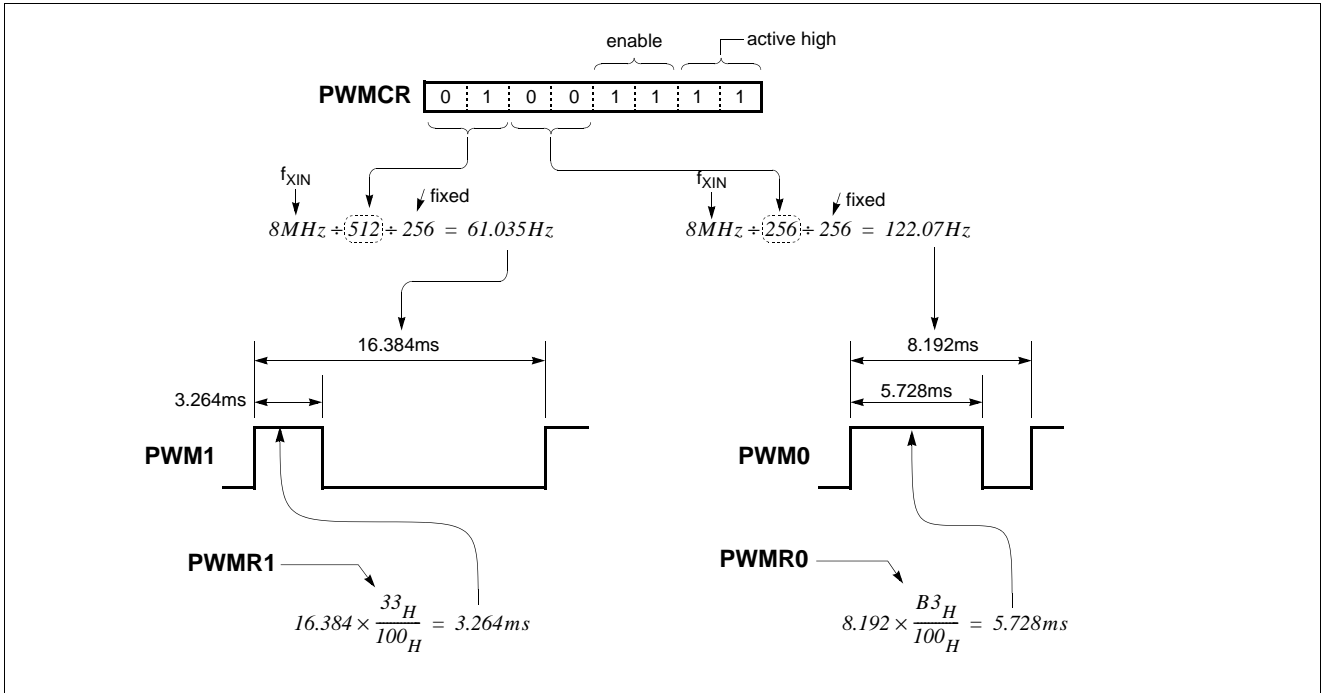 enable
active high
PWMCR 0 1 0 0 1 1 1 1
fXIN
fixed
8MHz ÷ 512 ÷ 256 = 61.035Hz
fXIN
fixed
8MHz ÷ 256 ÷ 256 = 122.07Hz
16.384ms
3.264ms
PWM1
PWMR1
16.384 × 33H/100H = 3.264ms
8.192ms
5.728ms
PWM0
PWMR0
8.192 × B3H/100H = 5.728ms